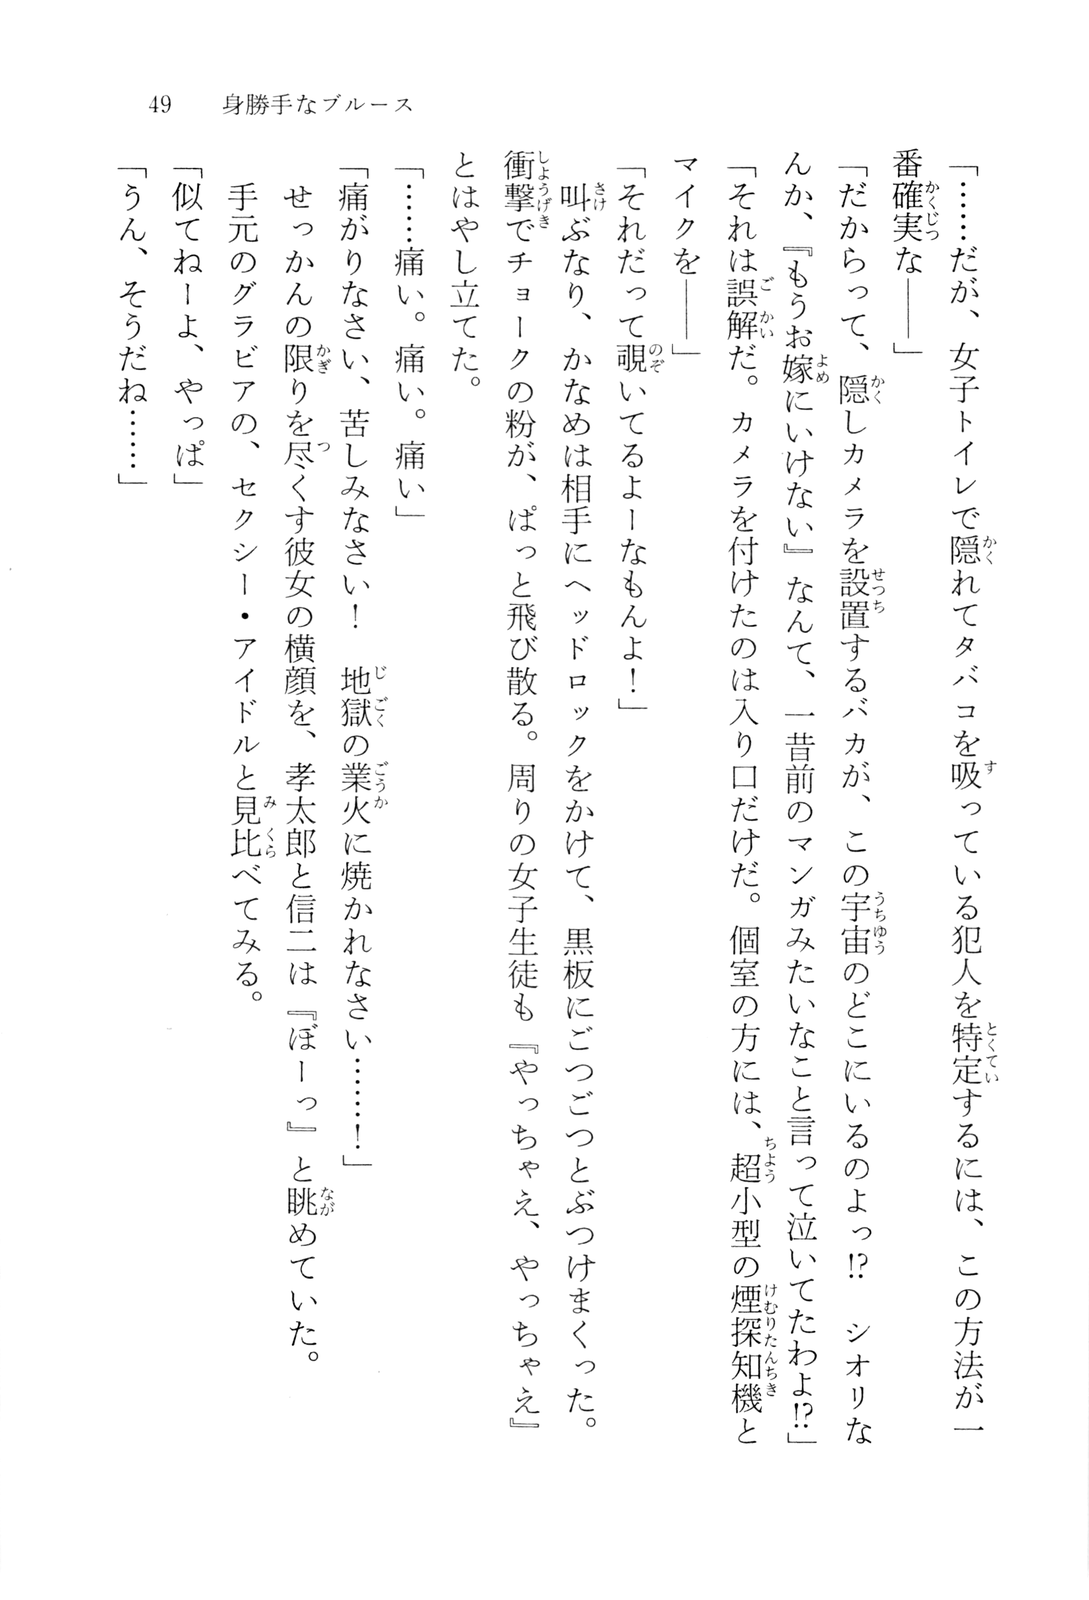 49　身勝手なブルース
「……だが、女子トイレで隠れてタバコを吸っている犯人を特定するには、この方法が一
番確実な――」
「だからって、隠しカメラを設置するバカが、この宇宙のどこにいるのよっ!?　シオリな
んか、『もうお嫁にいけない』なんて、一昔前のマンガみたいなこと言って泣いてたわよ!?」
「それは誤解だ。カメラを付けたのは入り口だけだ。個室の方には、超小型の煙探知機と
マイクを――」
「それだって覗いてるよーなもんよ！」
　叫ぶなり、かなめは相手にヘッドロックをかけて、黒板にごつごつとぶつけまくった。
衝撃でチョークの粉が、ぱっと飛び散る。周りの女子生徒も『やっちゃえ、やっちゃえ』
とはやし立てた。
「……痛い。痛い。痛い」
「痛がりなさい、苦しみなさい！　地獄の業火に焼かれなさい………！」
　せっかんの限りを尽くす彼女の横顔を、孝太郎と信二は『ぼーっ』と眺めていた。
　手元のグラビアの、セクシー・アイドルと見比べてみる。
「似てねーよ、やっぱ」
「うん、そうだね……」